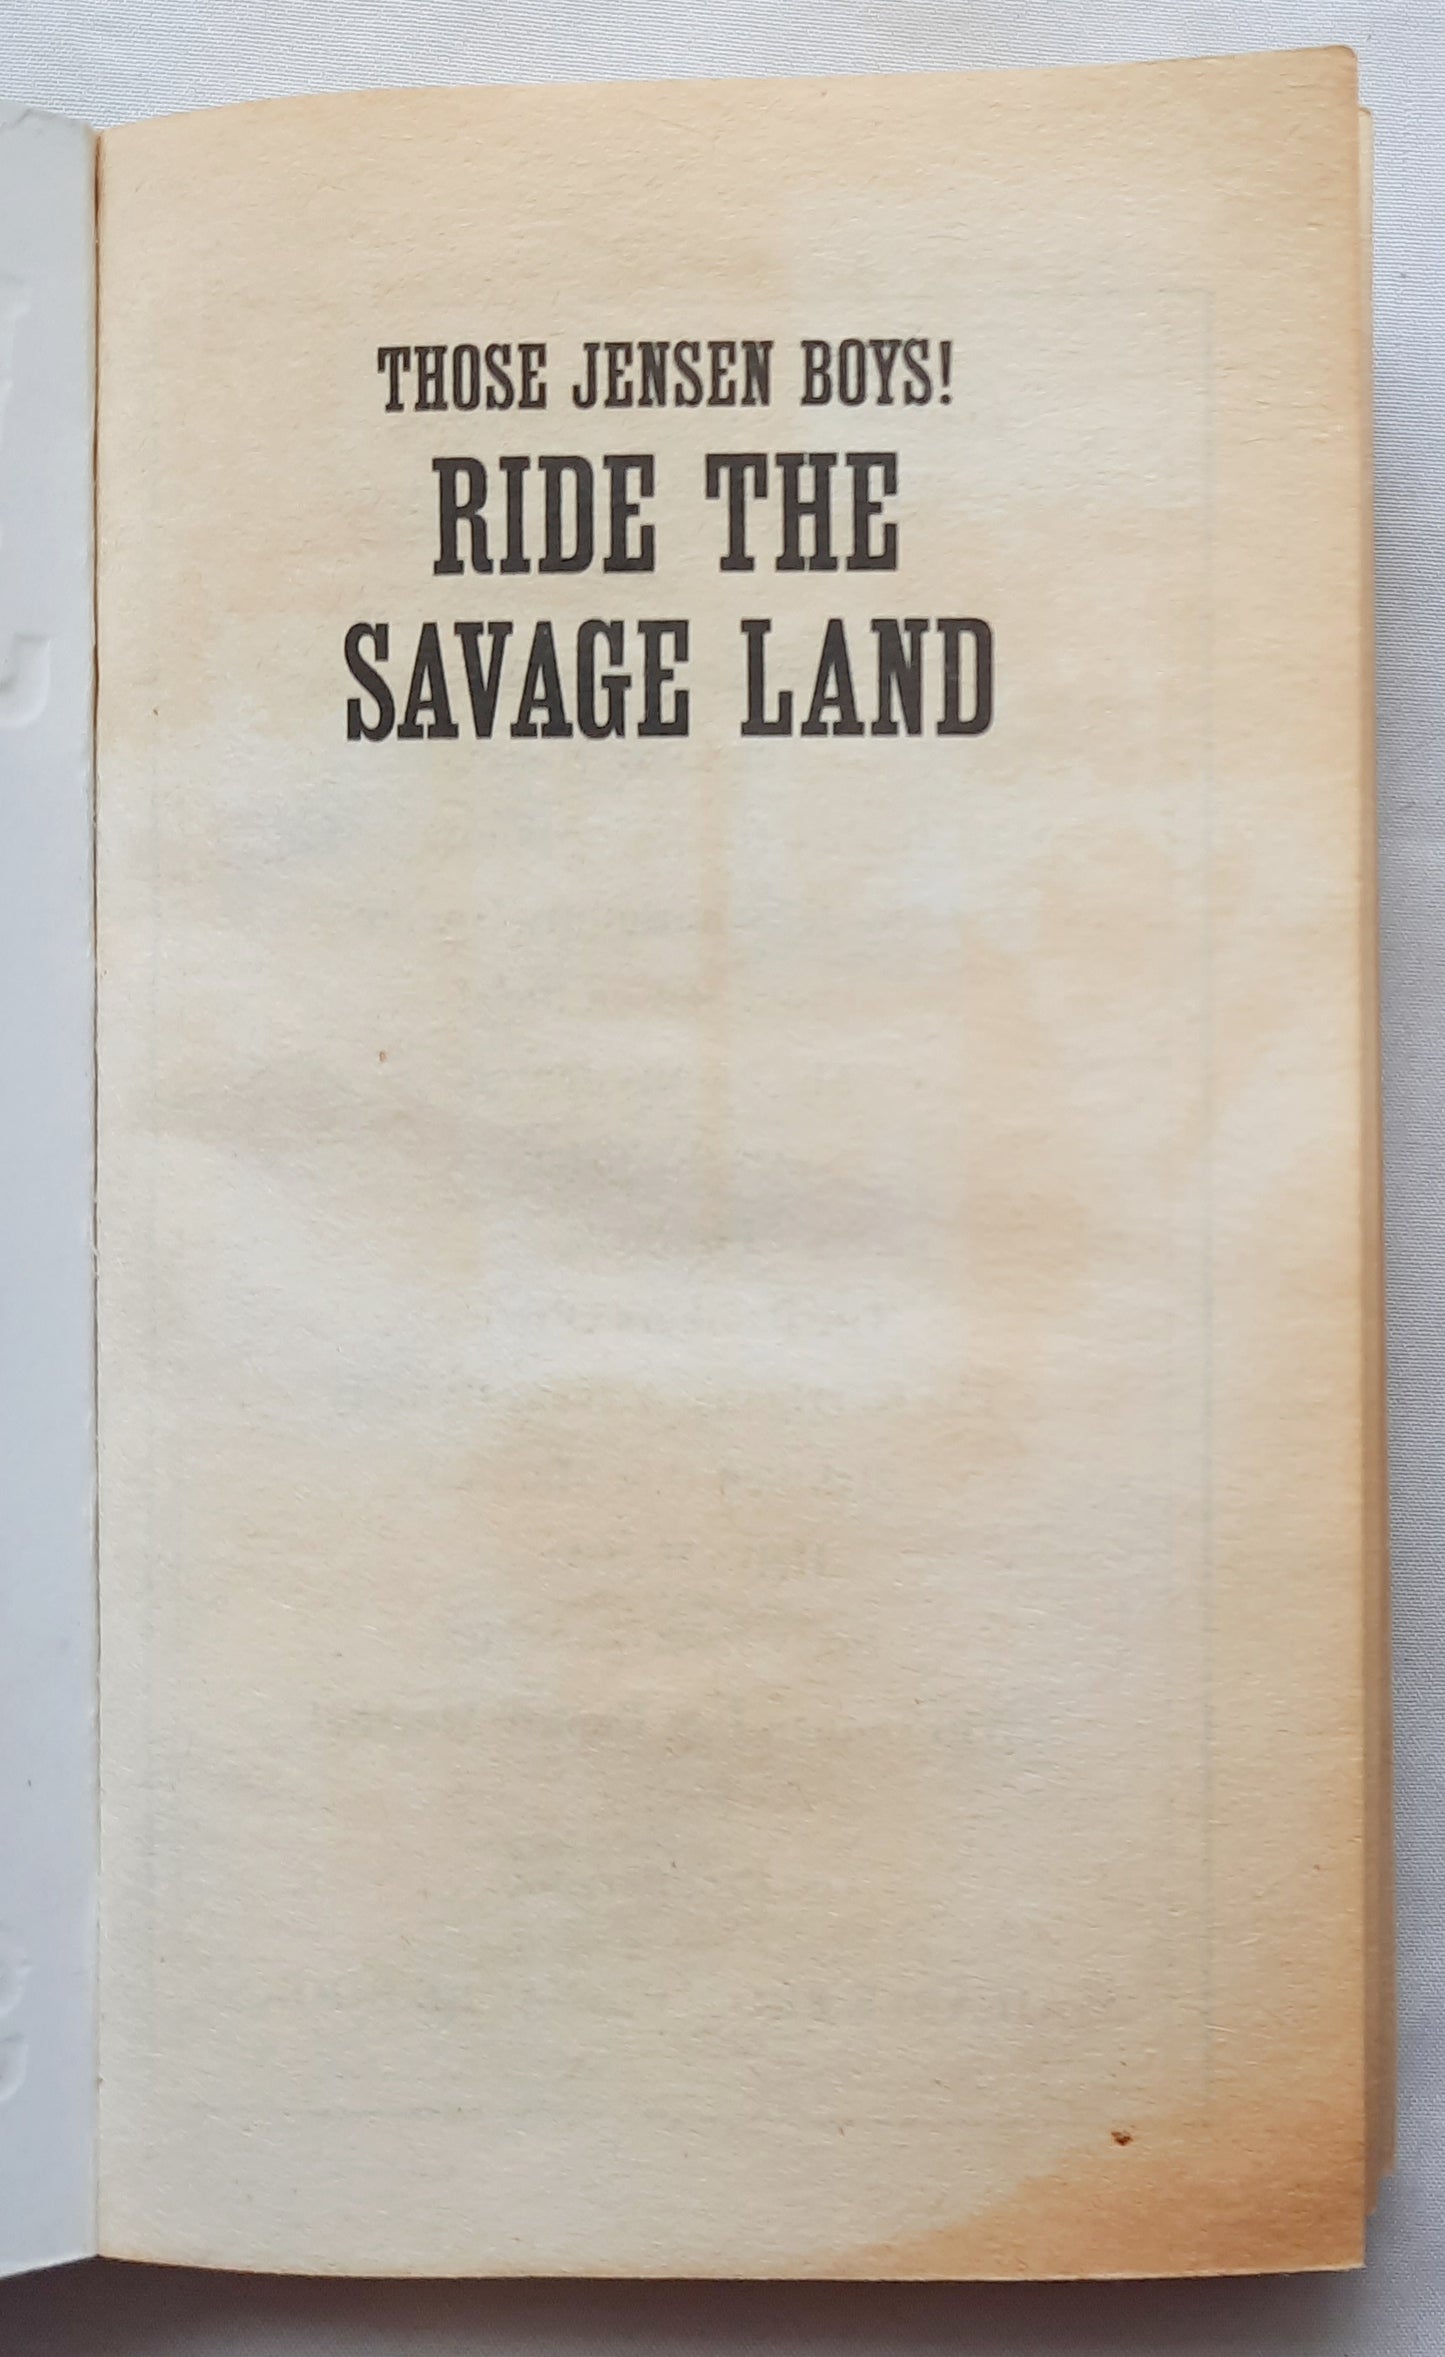 THOSE JENSEN BOYS!
RIDE THE
SAVAGE LAND